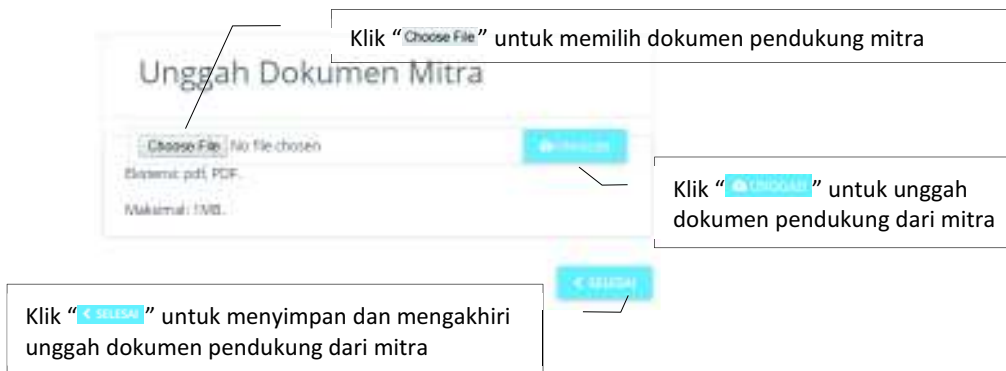 Klik “Choose File” untuk memilih dokumen pendukung mitra
Unggah Dokumen Mitra
Choose File No file chosen
UNGGAH
Ekstensi: pdf, PDF.
Maksimal: 1MB.
Klik “UNGGAH” untuk unggah
dokumen pendukung dari mitra
< SELESAI
Klik “< SELESAI” untuk menyimpan dan mengakhiri
unggah dokumen pendukung dari mitra